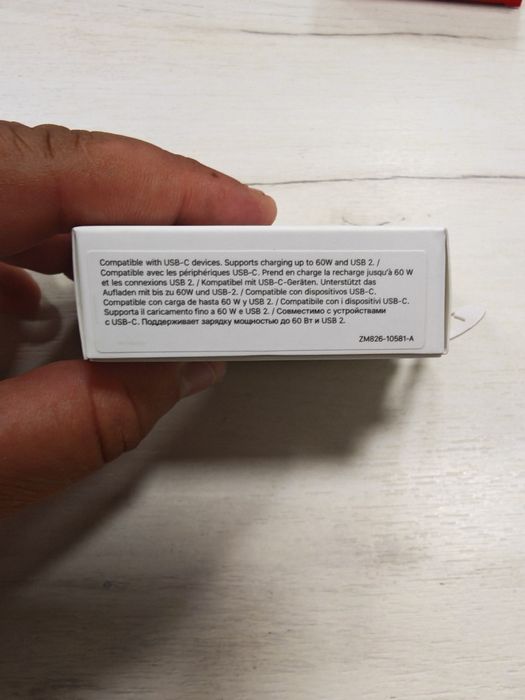 Compatible with USB-C devices. Supports charging up to 60W and USB 2. /
Compatible avec les périphériques USB-C. Prend en charge la recharge jusqu'à 60 W
et les connexions USB 2. / Kompatibel mit USB-C-Geräten. Unterstützt das
Aufladen mit bis zu 60W und USB-2. / Compatible con dispositivos USB-C.
Compatible con carga de hasta 60 W y USB 2. / Compatibile con i dispositivi USB-C.
Supporta il caricamento fino a 60 W e USB 2. / Совместимо с устройствами
с USB-C. Поддерживает зарядку мощностью до 60 Вт и USB 2.
ZM826-10581-A